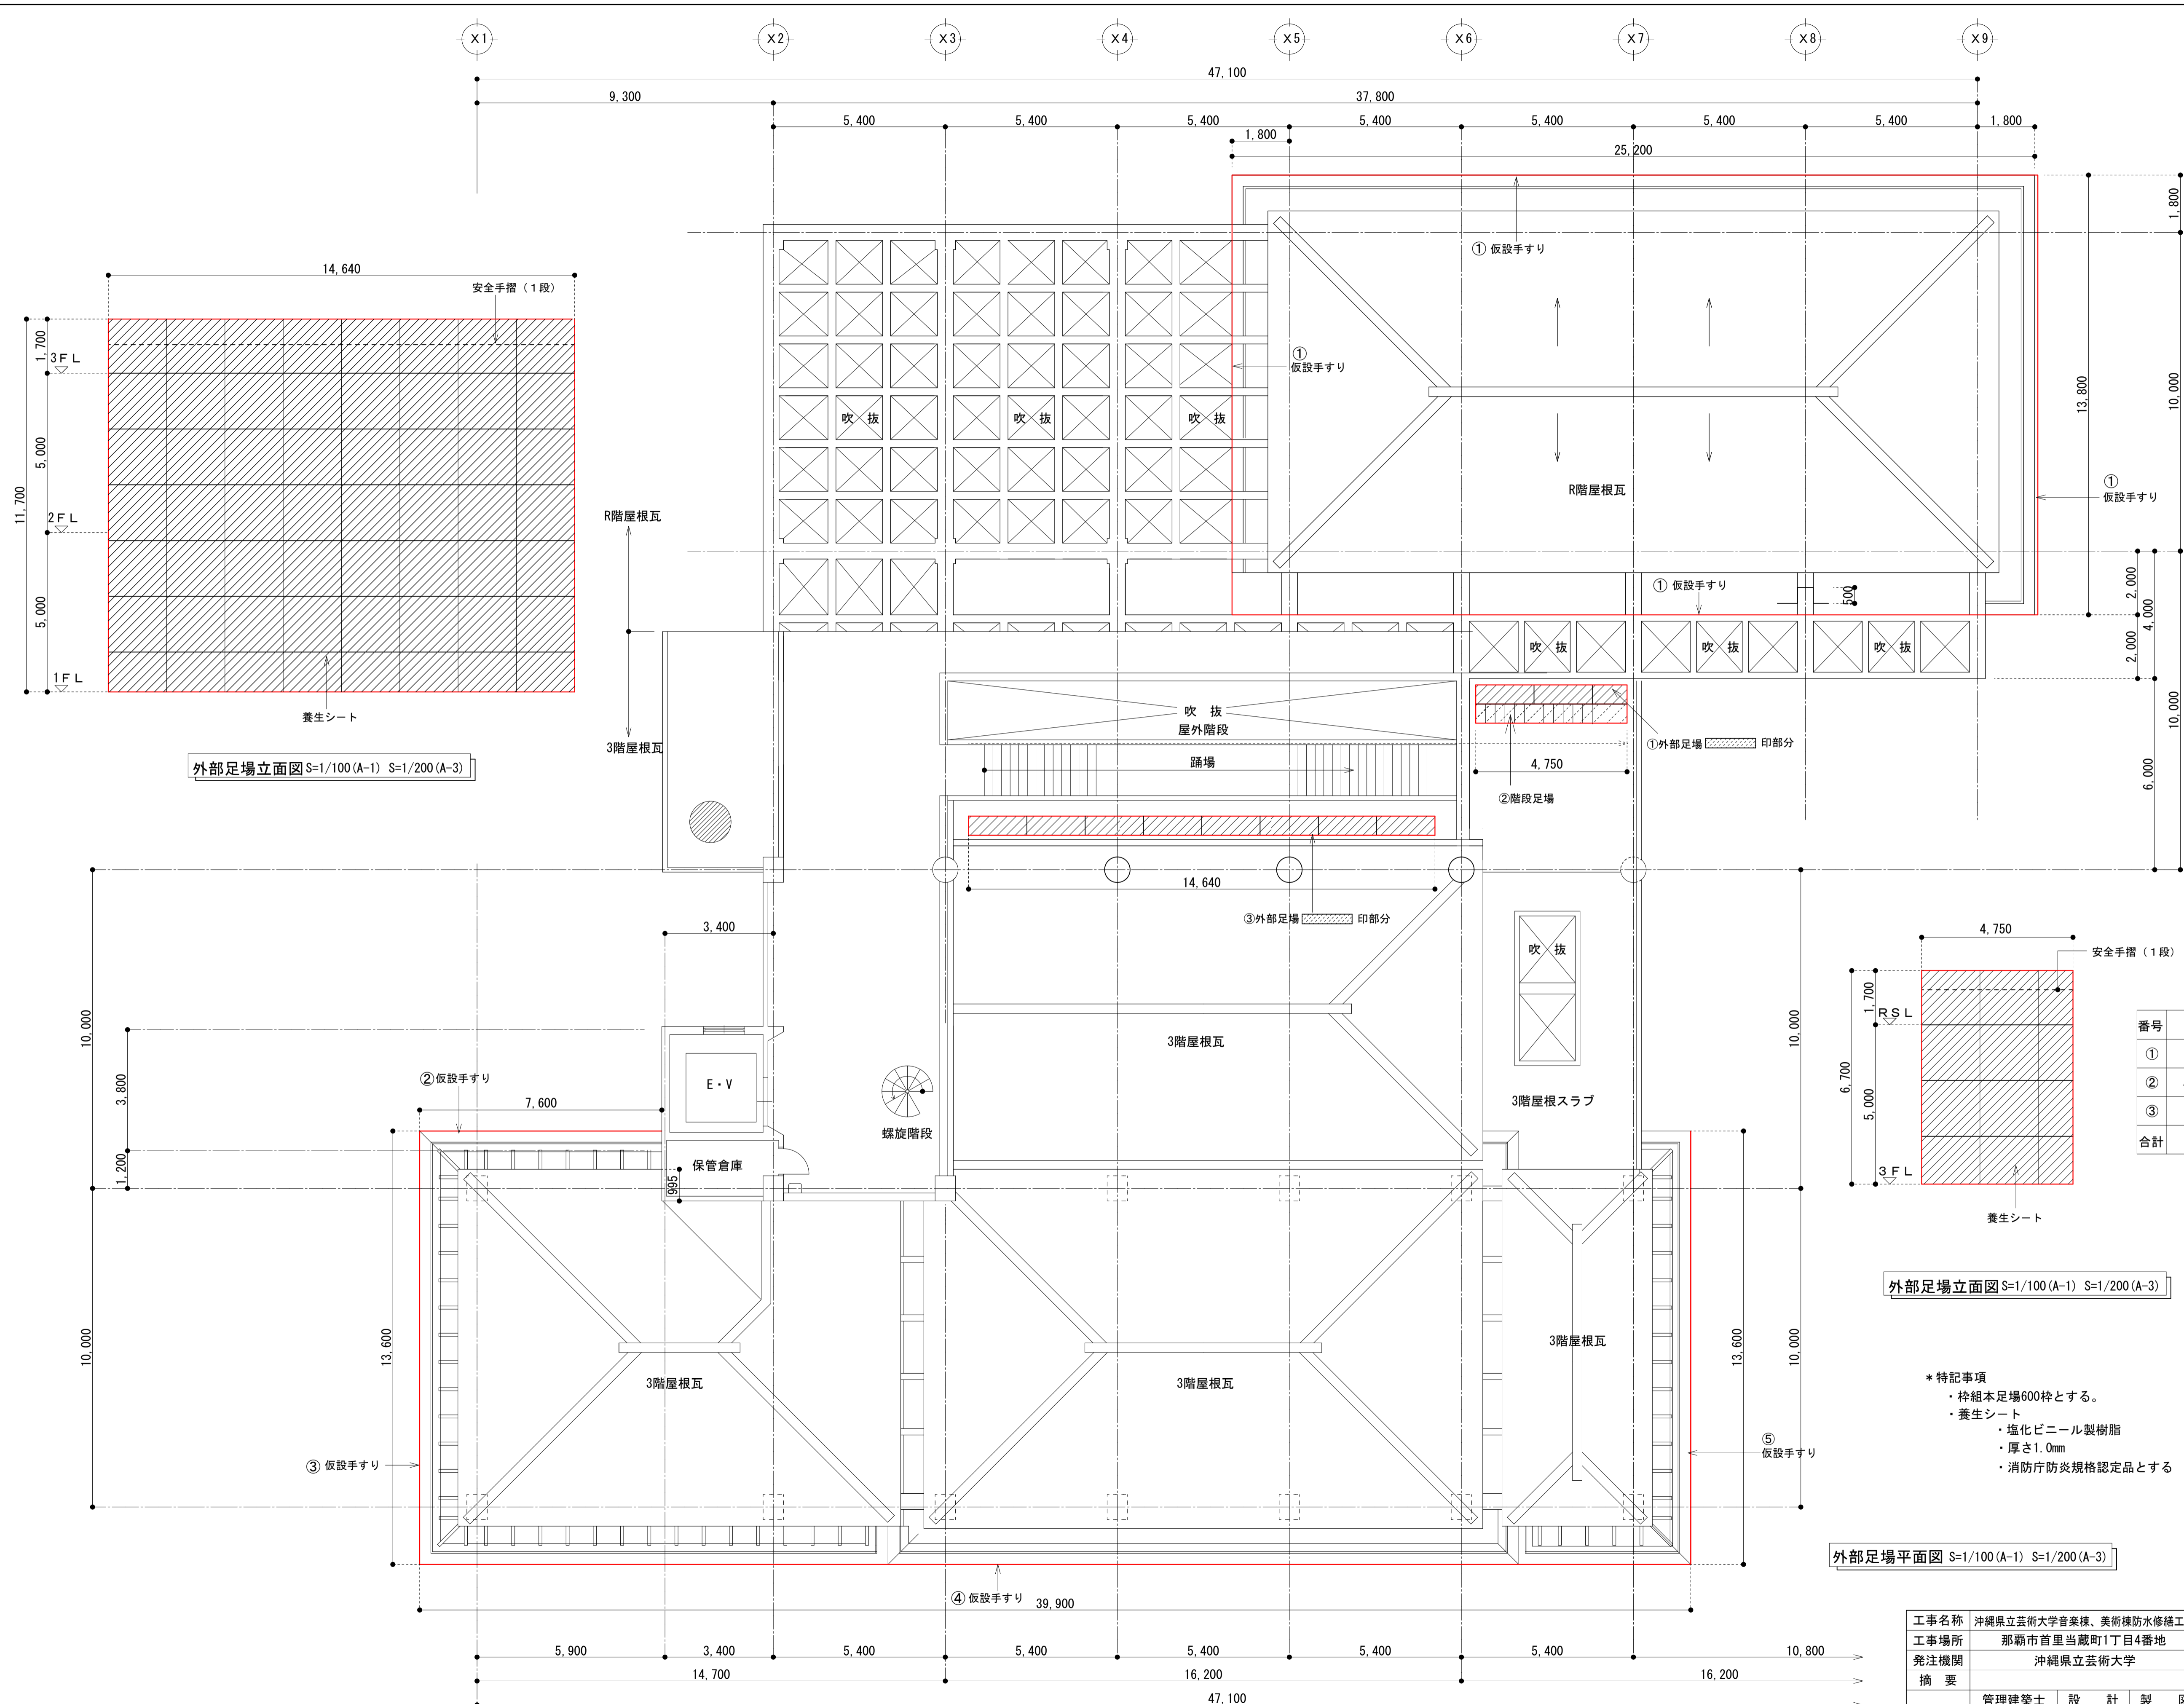 X1
X2
X3
X4
X5
X6
X7
X8
X9
47,100
9,300
37,800
5,400
5,400
5,400
5,400
5,400
5,400
5,400
1,800
1,800
25,200
1,800
10,000
13,800
① 仮設手すり
①
仮設手すり
①
仮設手すり
① 仮設手すり
R階屋根瓦
500
2,000
4,000
2,000
10,000
6,000
14,640
安全手摺（１段）
1,700
3ＦＬ
5,000
11,700
2ＦＬ
5,000
1ＦＬ
養生シート
外部足場立面図 S=1/100(A-1) S=1/200(A-3)
R階屋根瓦
3階屋根瓦
吹 抜
吹 抜
吹 抜
吹 抜
吹 抜
吹 抜
吹 抜
屋外階段
踊場
①外部足場 印部分
4,750
②階段足場
14,640
③外部足場 印部分
3,400
吹 抜
3階屋根瓦
3階屋根スラブ
10,000
3,800
1,200
10,000
②仮設手すり
7,600
E・V
螺旋階段
保管倉庫
995
13,600
3階屋根瓦
3階屋根瓦
3階屋根瓦
③ 仮設手すり
④ 仮設手すり
39,900
⑤
仮設手すり
13,600
10,000
10,000
4,750
安全手摺（１段）
1,700
ＲＳＬ
6,700
5,000
3ＦＬ
養生シート
外部足場立面図 S=1/100(A-1) S=1/200(A-3)
番号
①
②
③
合計
＊特記事項
・枠組本足場600枠とする。
・養生シート
・塩化ビニール製樹脂
・厚さ1.0mm
・消防庁防炎規格認定品とする
外部足場平面図 S=1/100(A-1) S=1/200(A-3)
5,900
3,400
5,400
5,400
5,400
5,400
5,400
10,800
14,700
16,200
16,200
47,100
工事名称 沖縄県立芸術大学音楽棟、美術棟防水修繕工
工事場所 那覇市首里当蔵町1丁目4番地
発注機関 沖縄県立芸術大学
摘 要
管理建築士 設 計 製